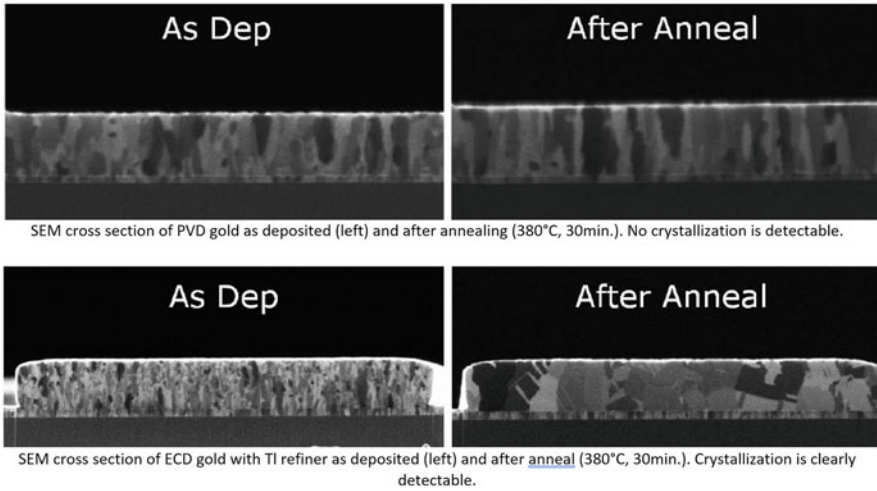 As Dep
After Anneal
SEM cross section of PVD gold as deposited (left) and after annealing (380°C, 30min.). No crystallization is detectable.
As Dep
After Anneal
SEM cross section of ECD gold with Tl refiner as deposited (left) and after anneal (380°C, 30min.). Crystallization is clearly
detectable.